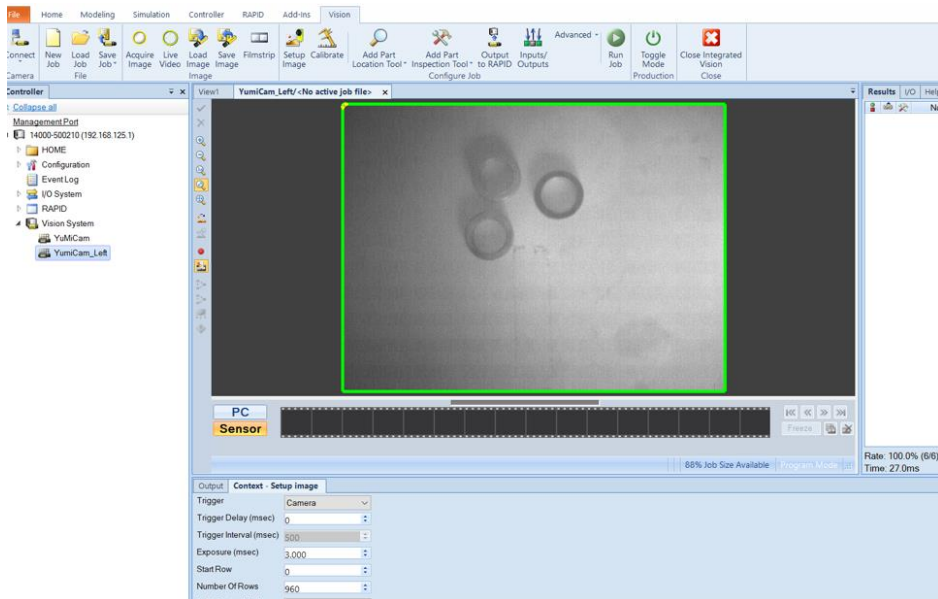 File Home Modeling Simulation Controller RAPID Add-Ins Vision
Connect New Job Load Job Save Job Acquire Image Live Video Load Image Save Image Filmstrip Setup Image Calibrate Add Part Location Tool Add Part Inspection Tool Output to RAPID Inputs/ Outputs Advanced Run Job Toggle Mode Close Integrated Vision
Camera File Image Configure Job Production Close
Controller
View1 YumiCam_Left/<No active job file> x
Results I/O Help
Collapse all
Management Port
14000-500210 (192.168.125.1)
HOME
Configuration
Event Log
I/O System
RAPID
Vision System
YuMiCam
YumiCam_Left
PC
Sensor
Freeze
88% Job Size Available Program Mode
Rate: 100.0% (6/6)
Time: 27.0ms
Output Context - Setup image
Trigger Camera
Trigger Delay (msec) 0
Trigger Interval (msec) 500
Exposure (msec) 3.000
Start Row 0
Number Of Rows 960